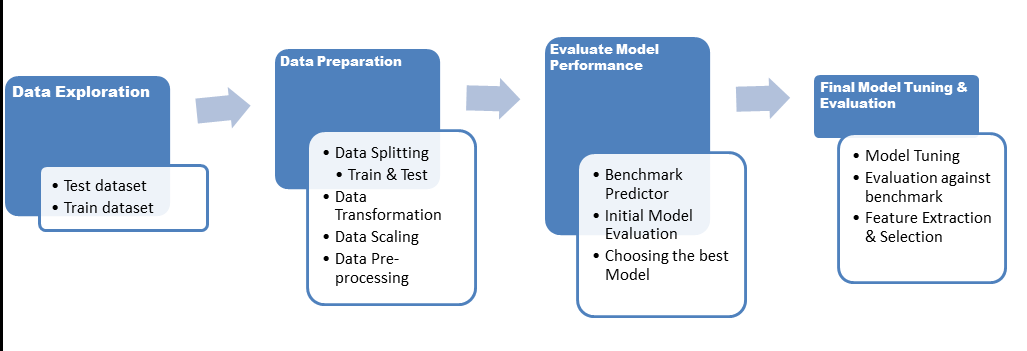 Data Exploration
• Test dataset
• Train dataset
Data Preparation
• Data Splitting
• Train & Test
• Data
Transformation
• Data Scaling
• Data Pre-
processing
Evaluate Model
Performance
• Benchmark
Predictor
• Initial Model
Evaluation
• Choosing the best
Model
Final Model Tuning &
Evaluation
• Model Tuning
• Evaluation against
benchmark
• Feature Extraction
& Selection